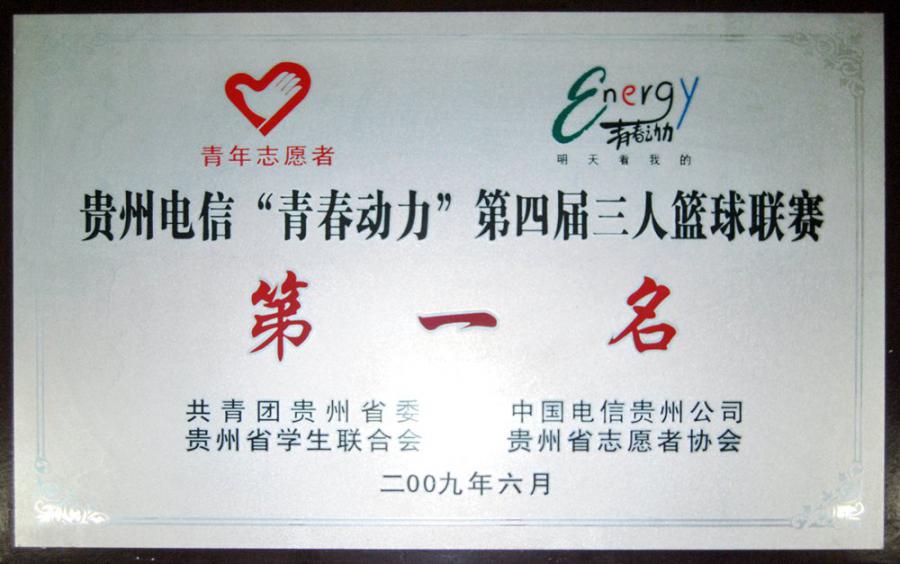 青年志愿者
Energy
青春动力
明天看我的
贵州电信“青春动力”第四届三人篮球联赛
第一名
共青团贵州省委 中国电信贵州公司
贵州省学生联合会 贵州省志愿者协会
二00九年六月